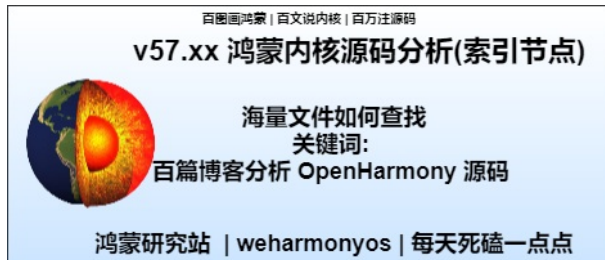 百图画鸿蒙 | 百文说内核 | 百万注源码
v57.xx 鸿蒙内核源码分析(索引节点)
海量文件如何查找
关键词:
百篇博客分析 OpenHarmony 源码
鸿蒙研究站 | weharmonyos | 每天死磕一点点